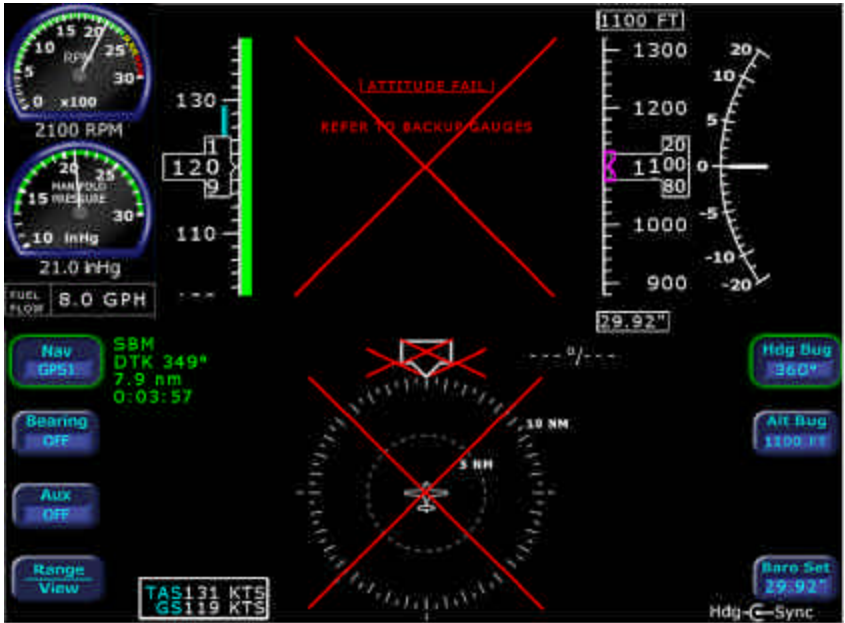 1100 FT
15 20
10 25
RPM
5 30
0 x100
2100 RPM
20 25
15 MANIFOLD PRESSURE 30
10 InHg
21.0 InHg
FUEL FLOW 8.0 GPH
130
1
120
9
110
ATTITUDE FAIL
REFER TO BACKUP GAUGES
1300
1200
20
1100
80
1000
900
29.92"
20
10
5
0
-5
-10
-20
Nav
GPS1
SBM
DTK 349°
7.9 nm
0:03:57
---°/---
Hdg Bug
360°
Bearing
OFF
10 NM
5 NM
Alt Bug
1100 FT
Aux
OFF
Range
View
TAS131 KTS
GS119 KTS
Baro Set
29.92"
Hdg Sync